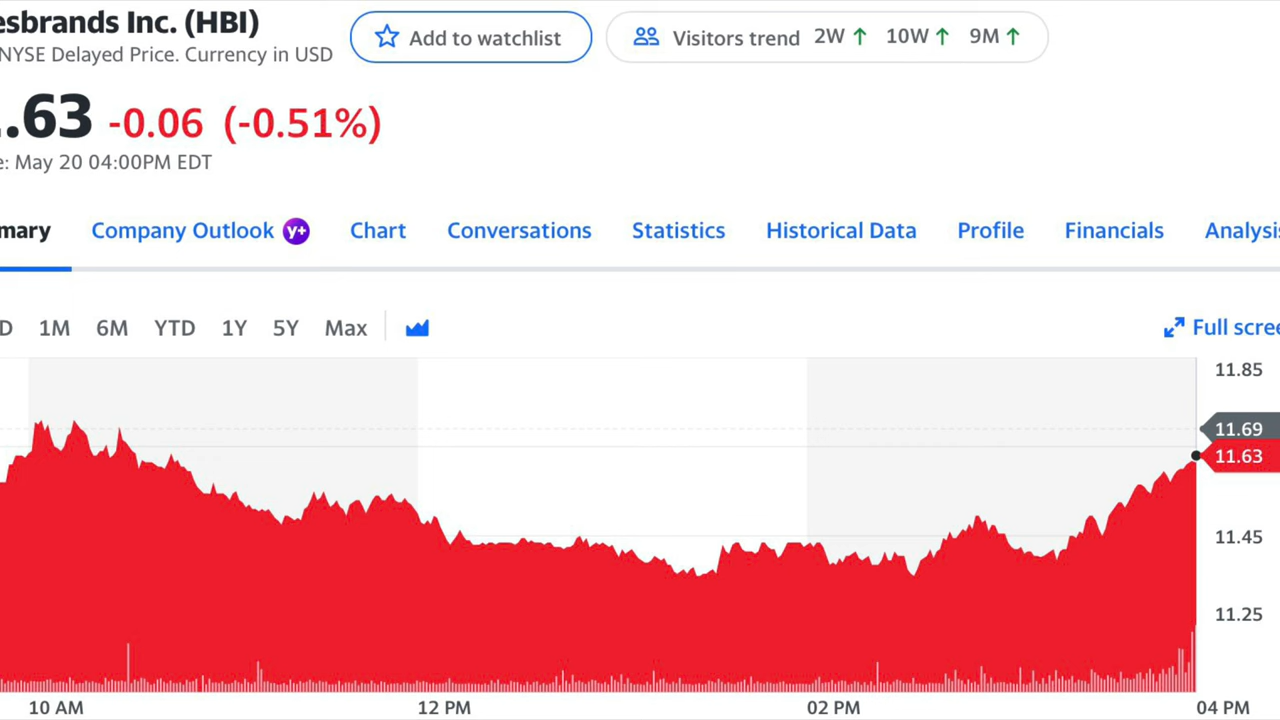 esbrands Inc. (HBI)
NYSE Delayed Price. Currency in USD
Add to watchlist
Visitors trend 2W ↑ 10W ↑ 9M ↑
.63 -0.06 (-0.51%)
e: May 20 04:00PM EDT
mary Company Outlook y+ Chart Conversations Statistics Historical Data Profile Financials Analysis
D 1M 6M YTD 1Y 5Y Max
Full scree
11.85
11.69
11.63
11.45
11.25
10 AM 12 PM 02 PM 04 PM